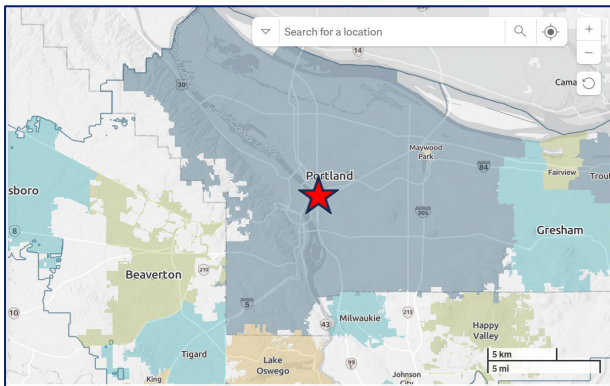 Search for a location
+
−
14
30
Cama
Maywood
Park
Portland
84
Fairview
Trout
sboro
205
Gresham
8
Beaverton
210
5
10
43
Milwaukie
213
Happy
Valley
Tigard
Lake
Oswego
99
Johnson
City
King
5 km
5 mi